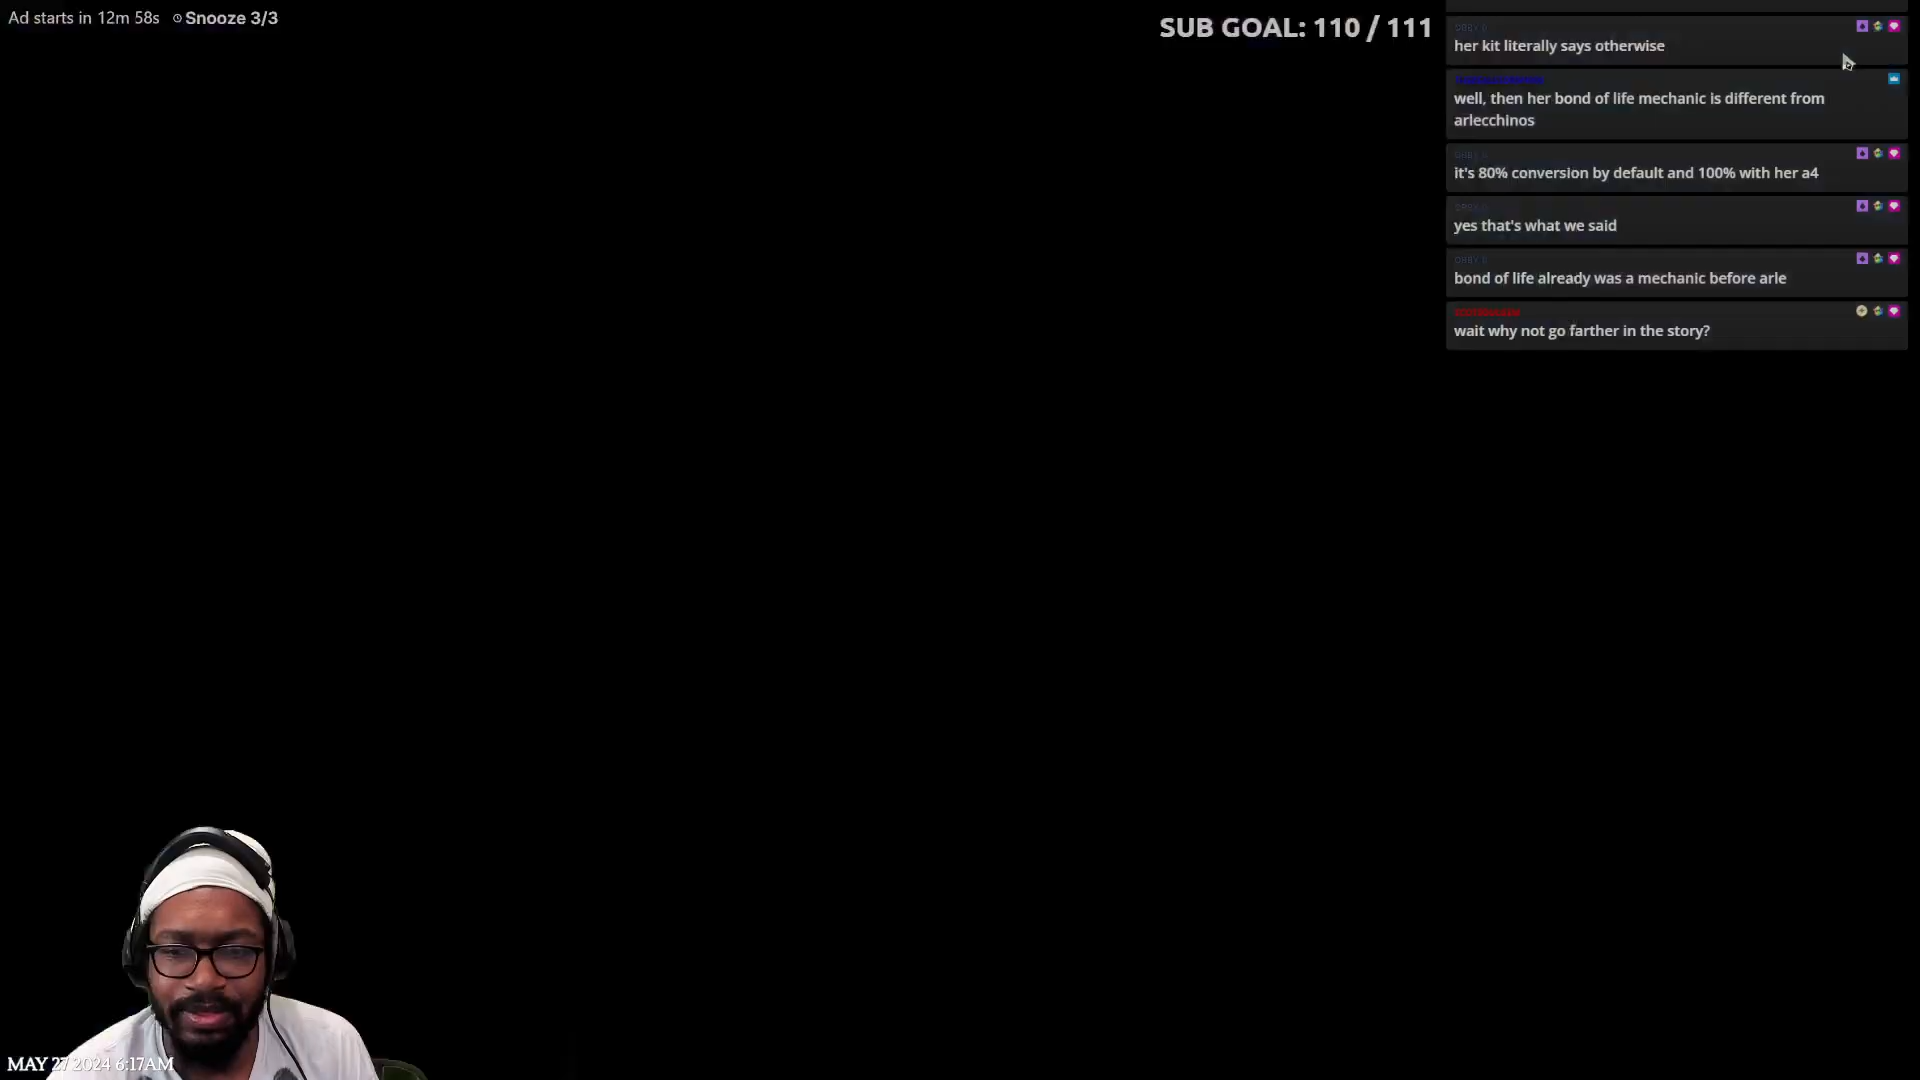 Ad starts in 12m 58s Snooze 3/3
SUB GOAL: 110 / 111
her kit literally says otherwise
well, then her bond of life mechanic is different from
arlecchinos
it's 80% conversion by default and 100% with her a4
yes that's what we said
bond of life already was a mechanic before arle
wait why not go farther in the story?
MAY 27 2024 6:17AM